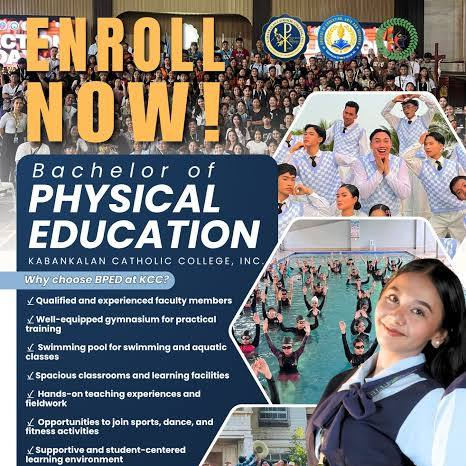 ENROLL
NOW!
Bachelor of
PHYSICAL
EDUCATION
KABANKALAN CATHOLIC COLLEGE, INC.
Why choose BPED at KCC?
✓ Qualified and experienced faculty members
✓ Well-equipped gymnasium for practical
training
✓ Swimming pool for swimming and aquatic
classes
✓ Spacious classrooms and learning facilities
✓ Hands-on teaching experiences and
fieldwork
✓ Opportunities to join sports, dance, and
fitness activities
✓ Supportive and student-centered
learning environment